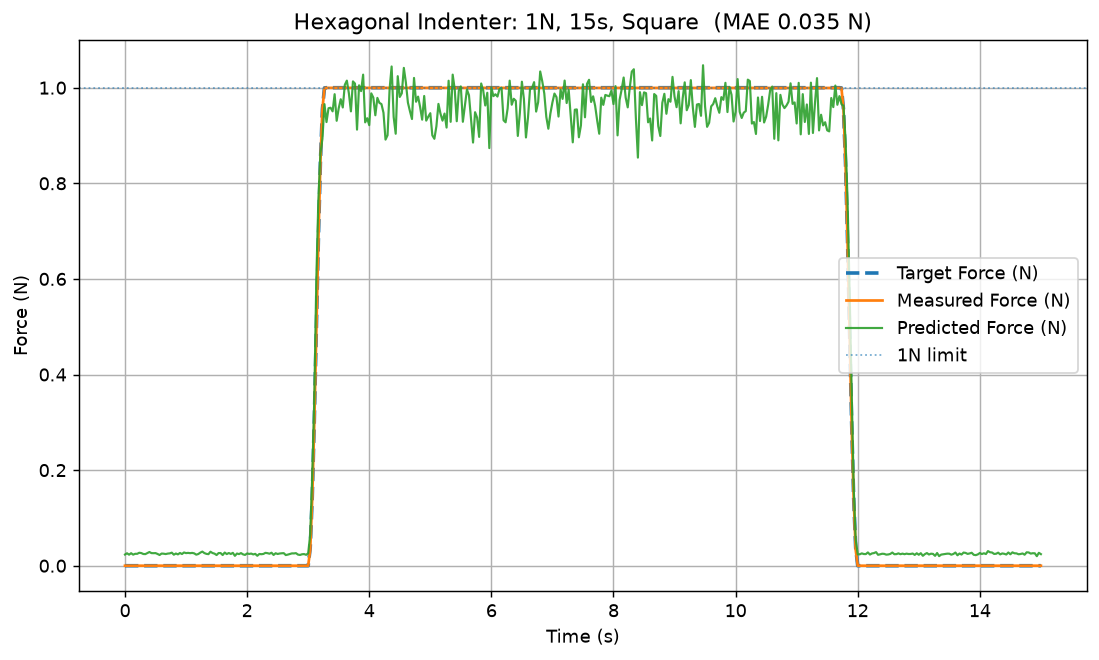 Hexagonal Indenter: 1N, 15s, Square  (MAE 0.035 N)
Force (N)
1.0
0.8
0.6
0.4
0.2
0.0
Target Force (N)
Measured Force (N)
Predicted Force (N)
1N limit
0 2 4 6 8 10 12 14
Time (s)